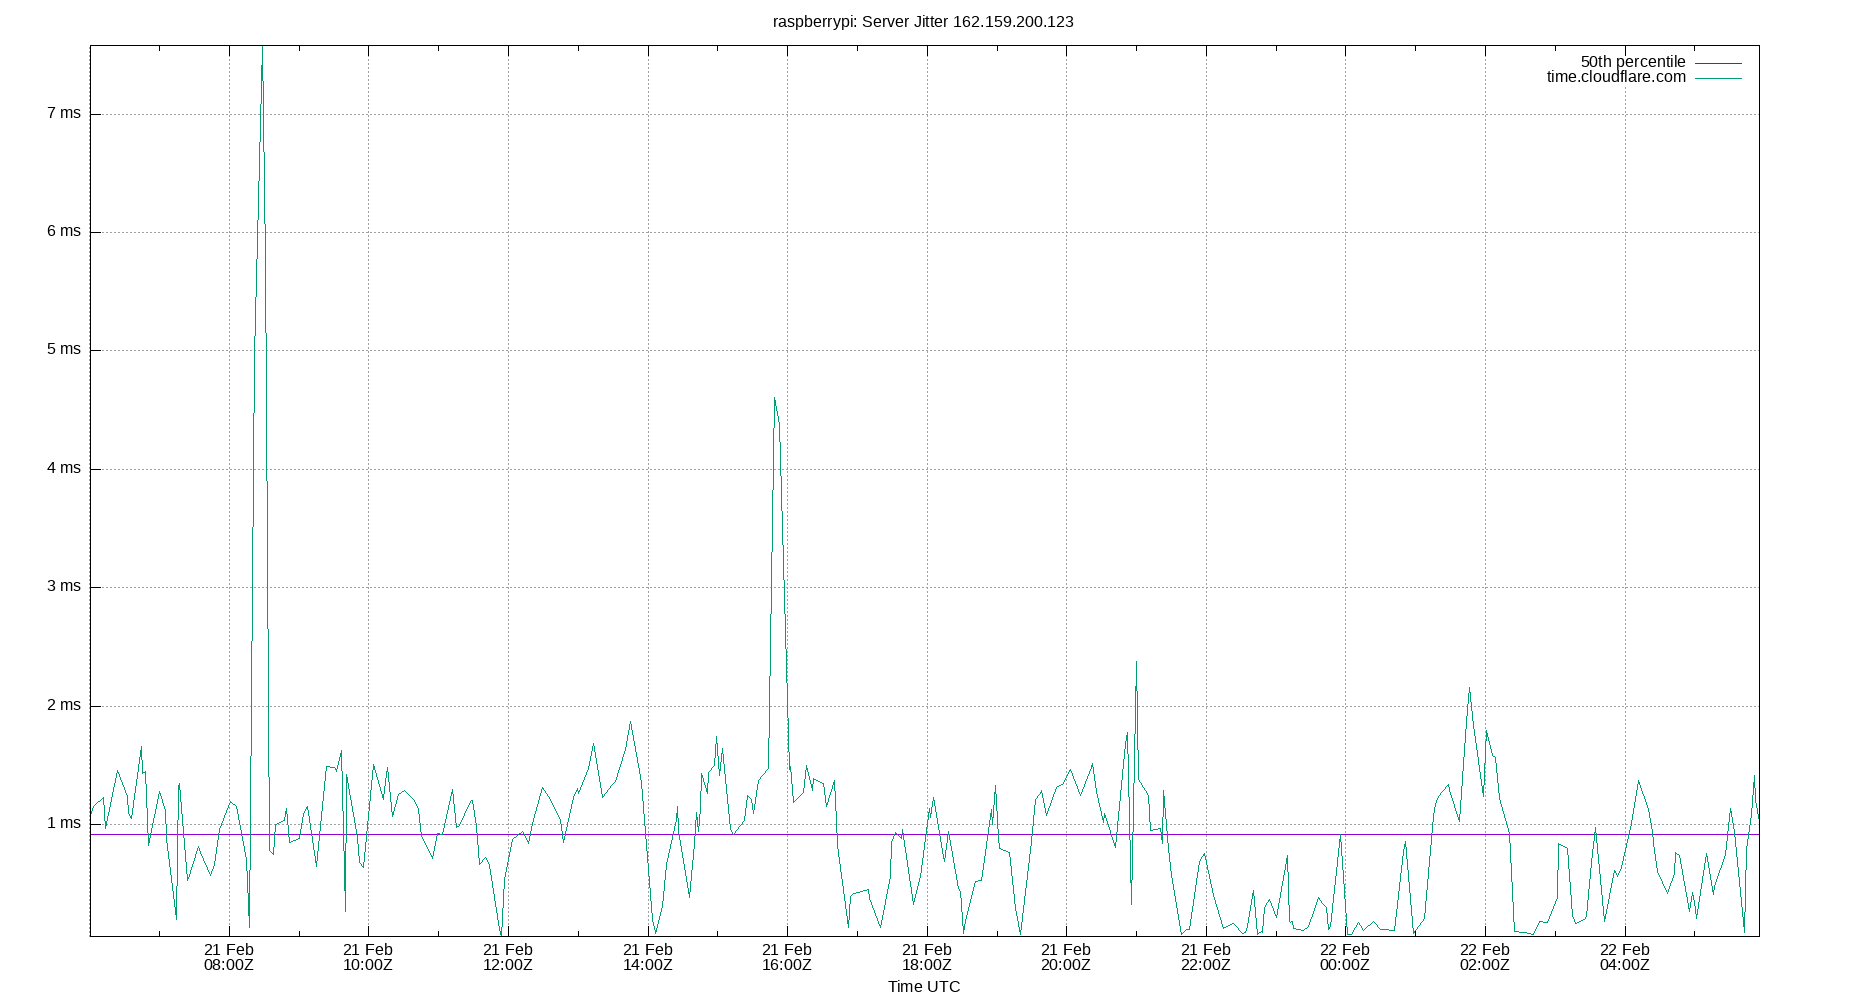 raspberrypi: Server Jitter 162.159.200.123
50th percentile
time.cloudflare.com
7 ms
6 ms
5 ms
4 ms
3 ms
2 ms
1 ms
21 Feb 21 Feb 21 Feb 21 Feb 21 Feb 21 Feb 21 Feb 21 Feb 22 Feb 22 Feb 22 Feb
08:00Z 10:00Z 12:00Z 14:00Z 16:00Z 18:00Z 20:00Z 22:00Z 00:00Z 02:00Z 04:00Z
Time UTC